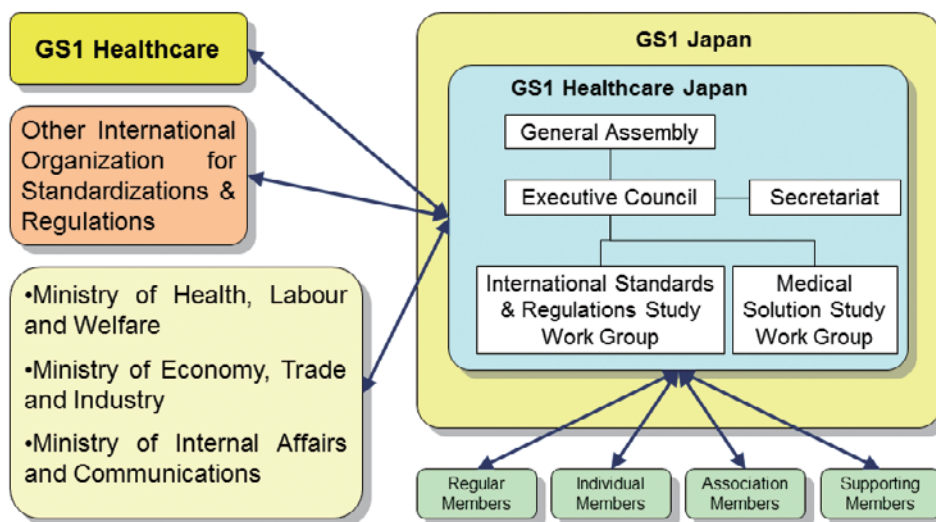 GS1 Healthcare
Other International
Organization for
Standardizations &
Regulations
•Ministry of Health, Labour
and Welfare
•Ministry of Economy, Trade
and Industry
•Ministry of Internal Affairs
and Communications
GS1 Japan
GS1 Healthcare Japan
General Assembly
Executive Council
Secretariat
International Standards
& Regulations Study
Work Group
Medical
Solution Study
Work Group
Regular
Members
Individual
Members
Association
Members
Supporting
Members